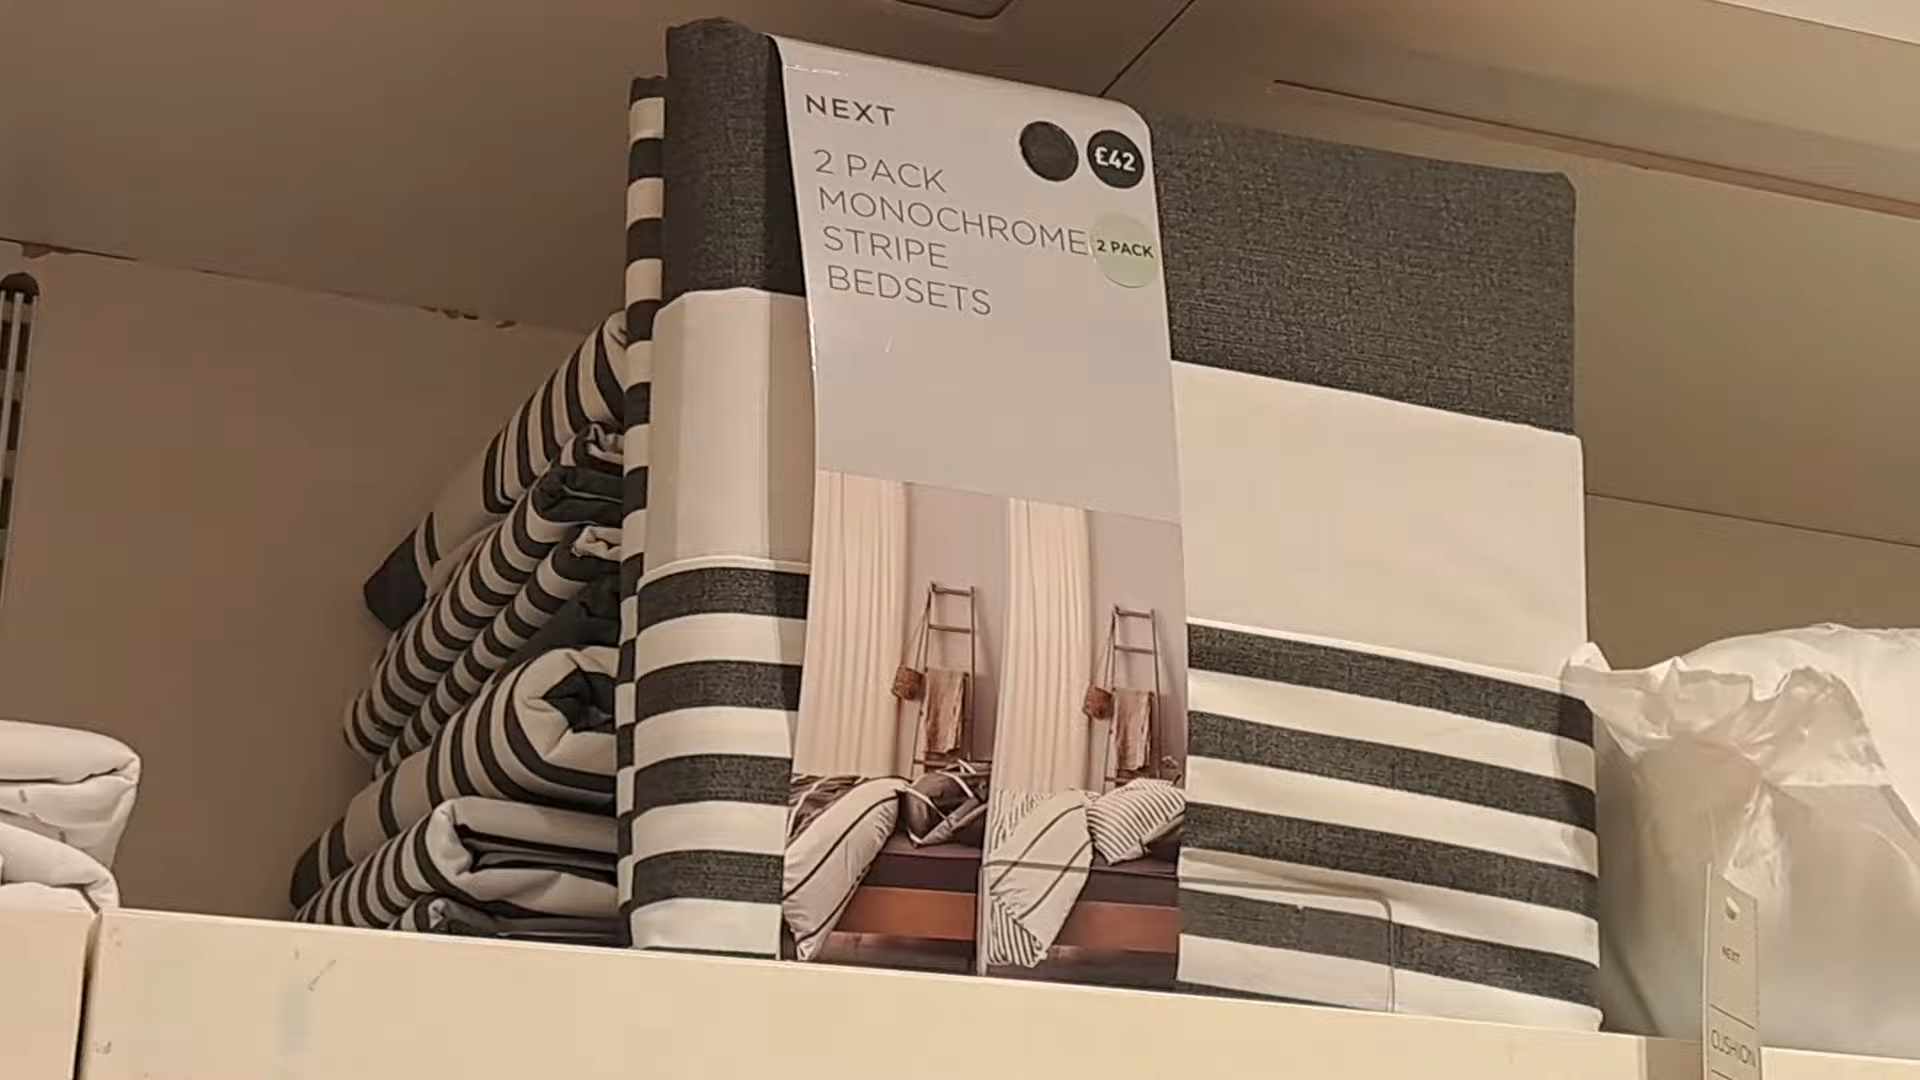 NEXT
£42
2 PACK
MONOCHROME
STRIPE
BEDSETS
2 PACK
NEXT
CUSHION